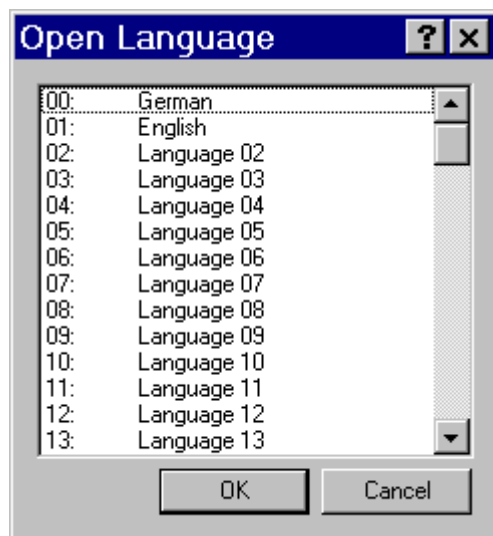 Open Language
00: German
01: English
02: Language 02
03: Language 03
04: Language 04
05: Language 05
06: Language 06
07: Language 07
08: Language 08
09: Language 09
10: Language 10
11: Language 11
12: Language 12
13: Language 13
OK Cancel